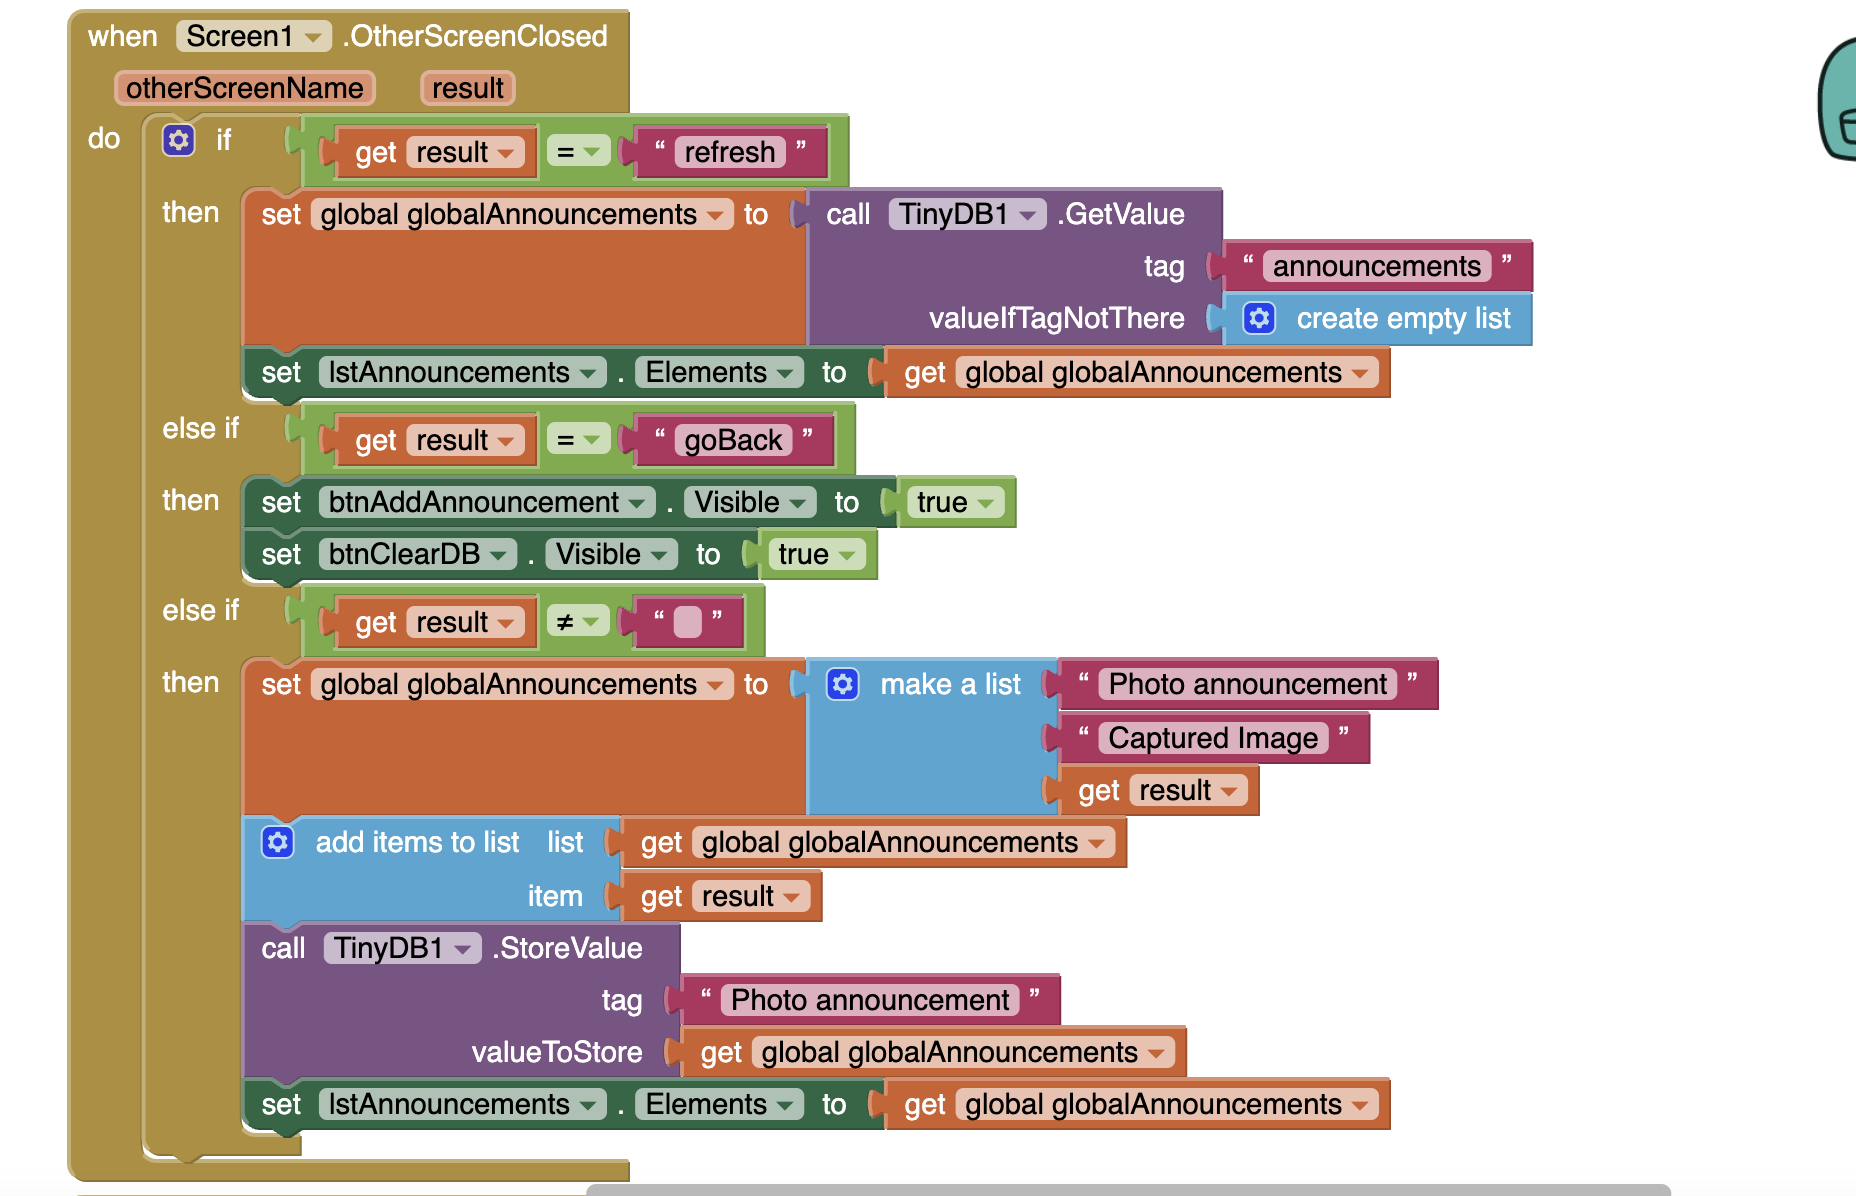 when Screen1 .OtherScreenClosed
otherScreenName result
do if get result = “ refresh ”
then set global globalAnnouncements to call TinyDB1 .GetValue
tag “ announcements ”
valueIfTagNotThere create empty list
set lstAnnouncements . Elements to get global globalAnnouncements
else if get result = “ goBack ”
then set btnAddAnnouncement . Visible to true
set btnClearDB . Visible to true
else if get result ≠ “ ”
then set global globalAnnouncements to make a list “ Photo announcement ”
“ Captured Image ”
get result
add items to list list get global globalAnnouncements
item get result
call TinyDB1 .StoreValue
tag “ Photo announcement ”
valueToStore get global globalAnnouncements
set lstAnnouncements . Elements to get global globalAnnouncements